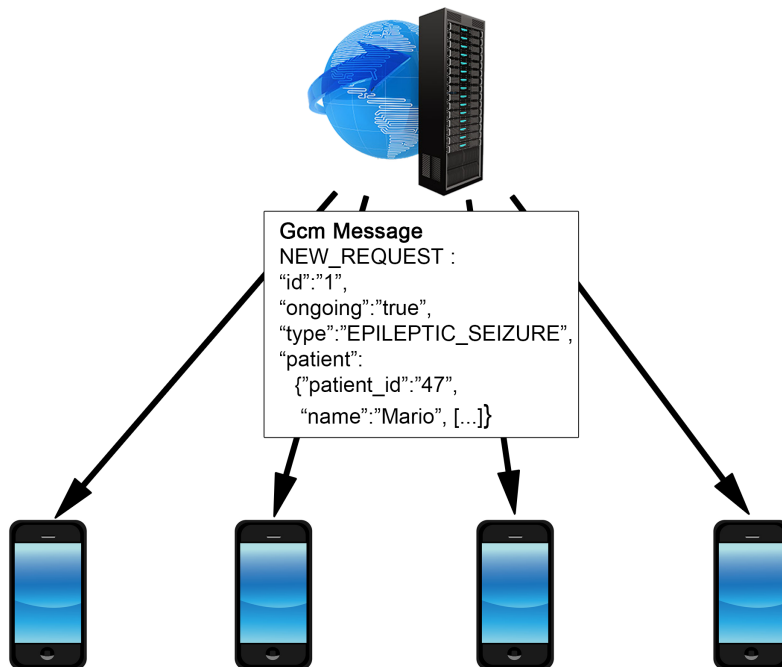 Gcm Message
NEW_REQUEST :
“id”:”1”,
“ongoing”:”true”,
“type”:”EPILEPTIC_SEIZURE”,
“patient”:
{”patient_id”:”47”,
“name”:”Mario”, [...]}